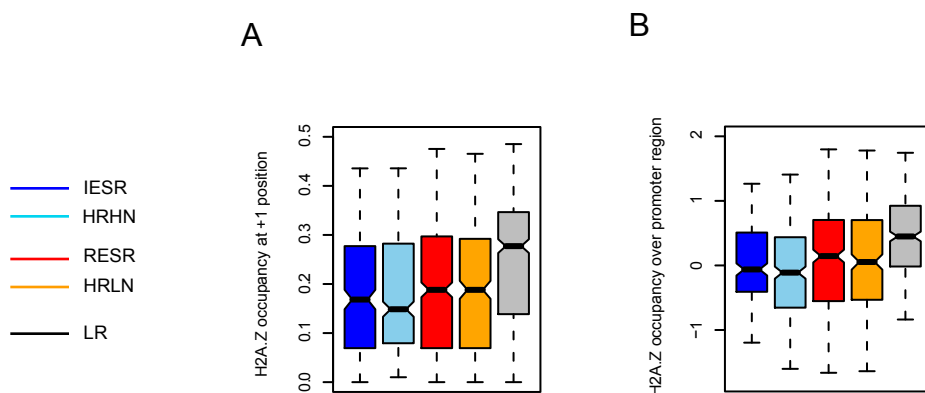 A
B
IESR
HRHN
RESR
HRLN
LR
H2A.Z occupancy at +1 position
0.5
0.4
0.3
0.2
0.1
0.0
H2A.Z occupancy over promoter region
2
1
0
−1